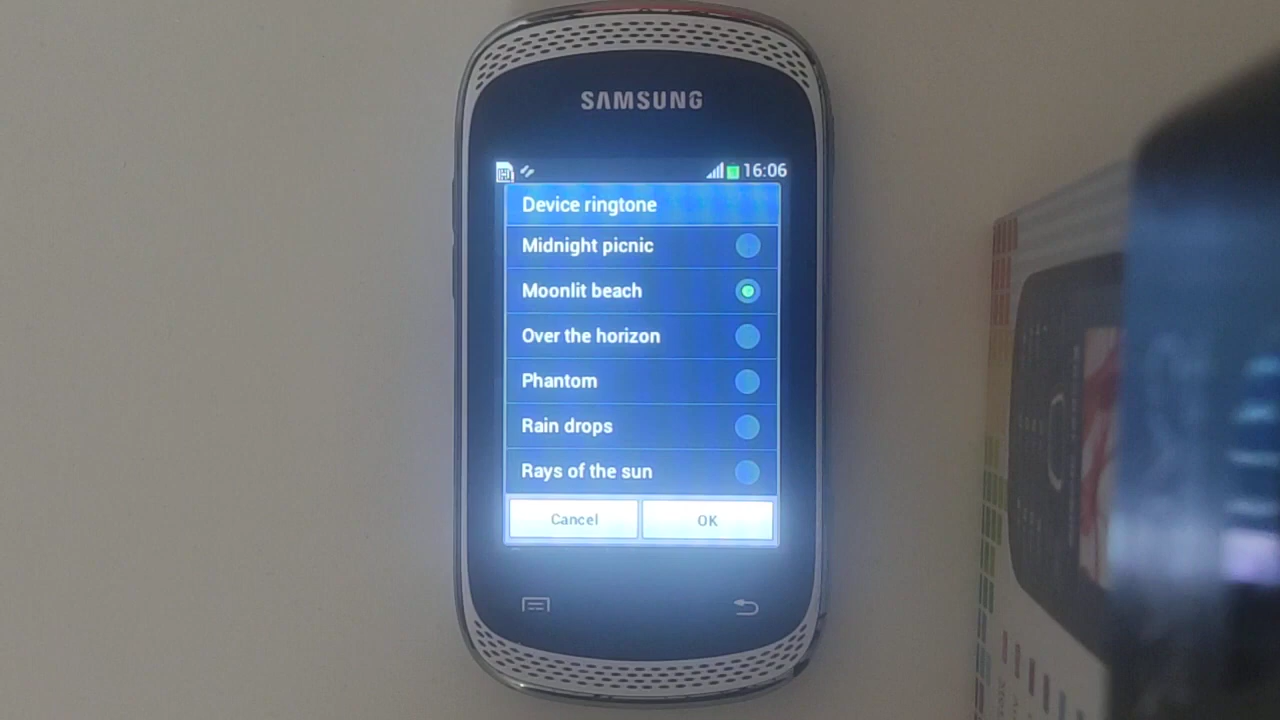 SAMSUNG
16:06
Device ringtone
Midnight picnic
Moonlit beach
Over the horizon
Phantom
Rain drops
Rays of the sun
Cancel
OK